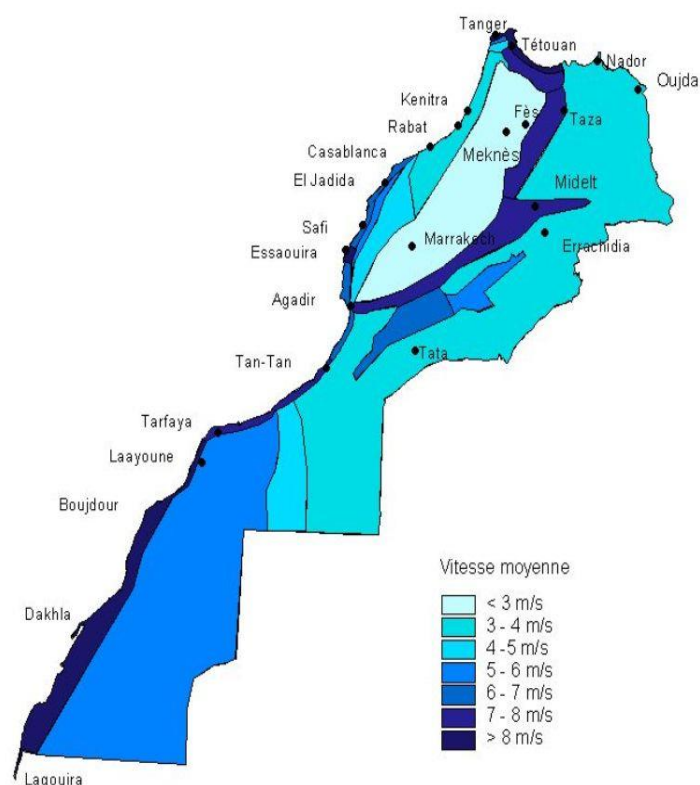 Tanger
Tétouan
Nador
Oujda
Kenitra
Fès
Rabat
Taza
Casablanca
Meknès
El Jadida
Midelt
Safi
Marrakech
Errachidia
Essaouira
Agadir
Tata
Tan-Tan
Tarfaya
Laayoune
Boujdour
Dakhla
Lagouira
Vitesse moyenne
< 3 m/s
3 - 4 m/s
4 -5 m/s
5 - 6 m/s
6 - 7 m/s
7 - 8 m/s
> 8 m/s